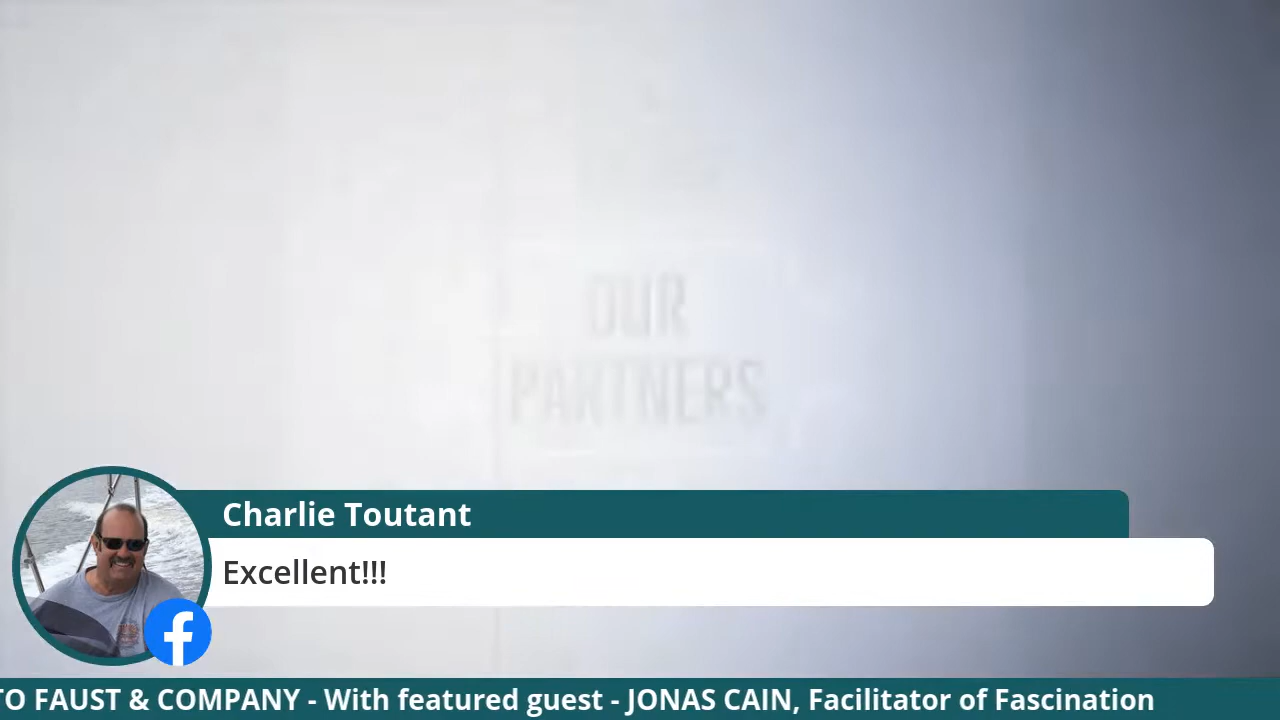 OUR
PARTNERS
Charlie Toutant
Excellent!!!
TO FAUST & COMPANY - With featured guest - JONAS CAIN, Facilitator of Fascination